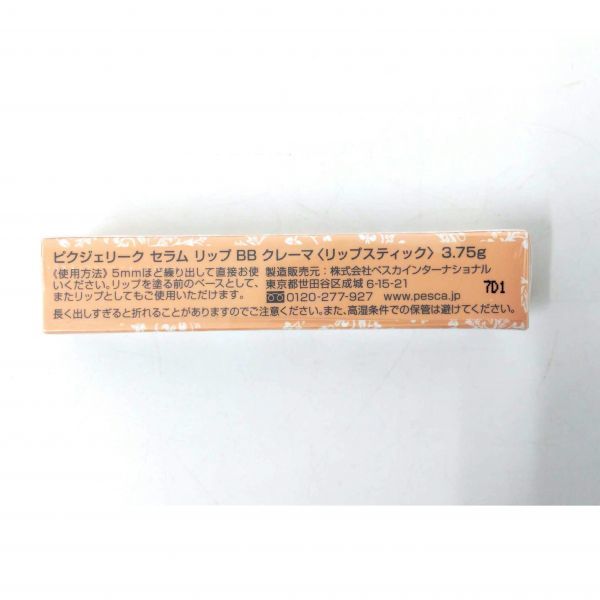 ピクジェリーク セラム リップ BB クレーマ〈リップスティック〉 3.75g
《使用方法》5mmほど繰り出して直接お使
いください。リップを塗る前のベースとして、
またリップとしてもご使用いただけます。
製造販売元：株式会社ペスカインターナショナル
東京都世田谷区成城 6-15-21
0120-277-927 www.pesca.jp
長く出しすぎると折れることがありますのでご注意ください。また、高湿条件での保管は避けてください。
7D1